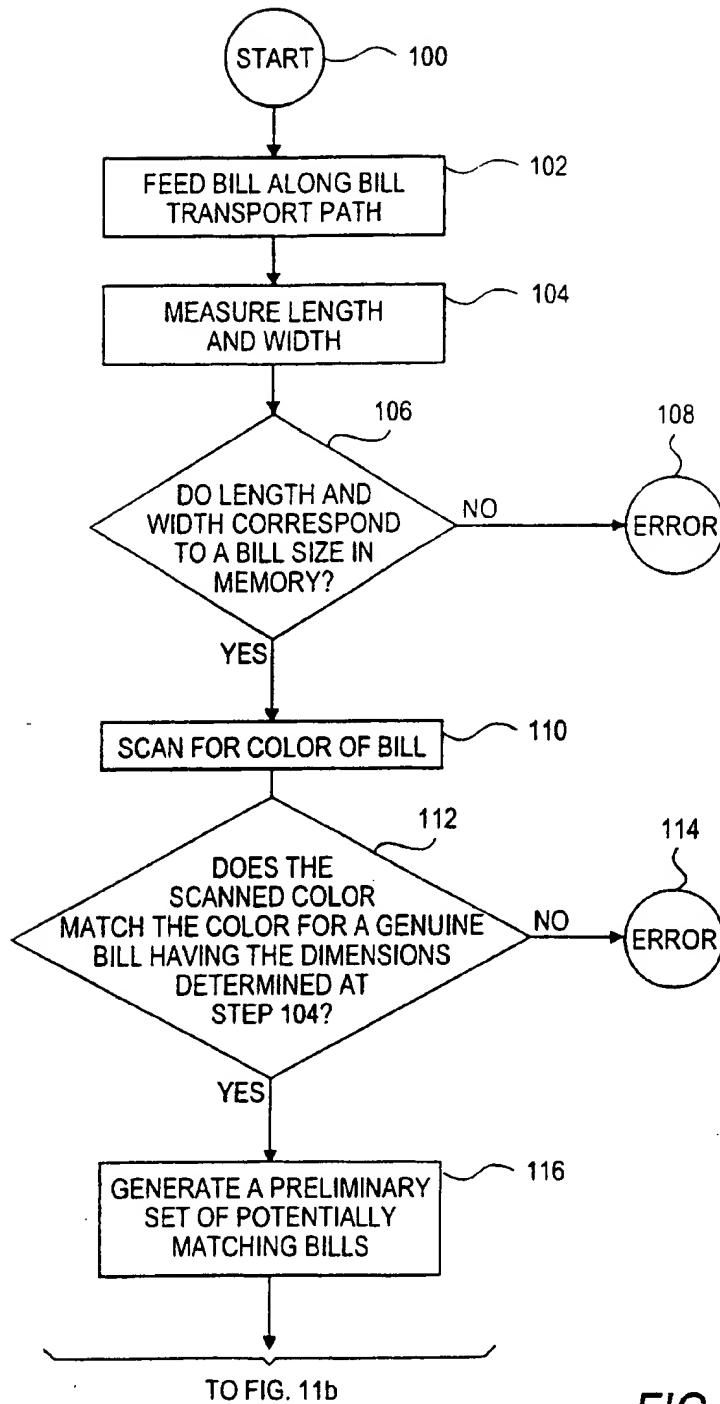 START
100
FEED BILL ALONG BILL
TRANSPORT PATH
102
MEASURE LENGTH
AND WIDTH
104
106
DO LENGTH AND
WIDTH CORRESPOND
TO A BILL SIZE IN
MEMORY?
NO
108
ERROR
YES
SCAN FOR COLOR OF BILL
110
112
DOES THE
SCANNED COLOR
MATCH THE COLOR FOR A GENUINE
BILL HAVING THE DIMENSIONS
DETERMINED AT
STEP 104?
NO
114
ERROR
YES
GENERATE A PRELIMINARY
SET OF POTENTIALLY
MATCHING BILLS
116
TO FIG. 11b